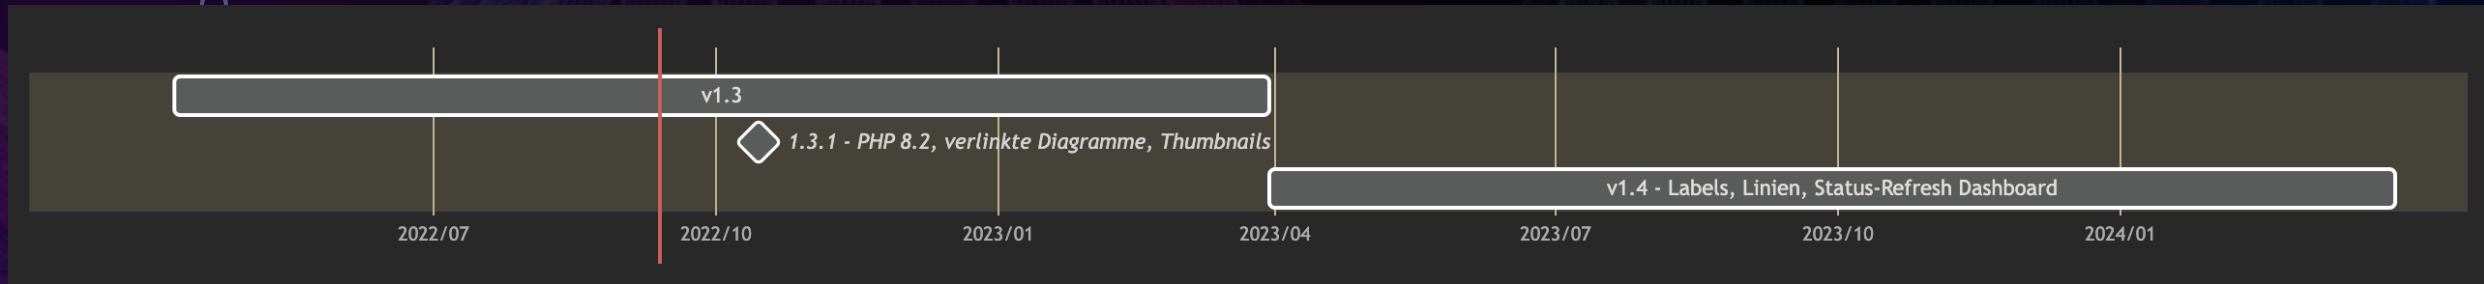 v1.3
1.3.1 - PHP 8.2, verlinkte Diagramme, Thumbnails
v1.4 - Labels, Linien, Status-Refresh Dashboard
2022/07 2022/10 2023/01 2023/04 2023/07 2023/10 2024/01